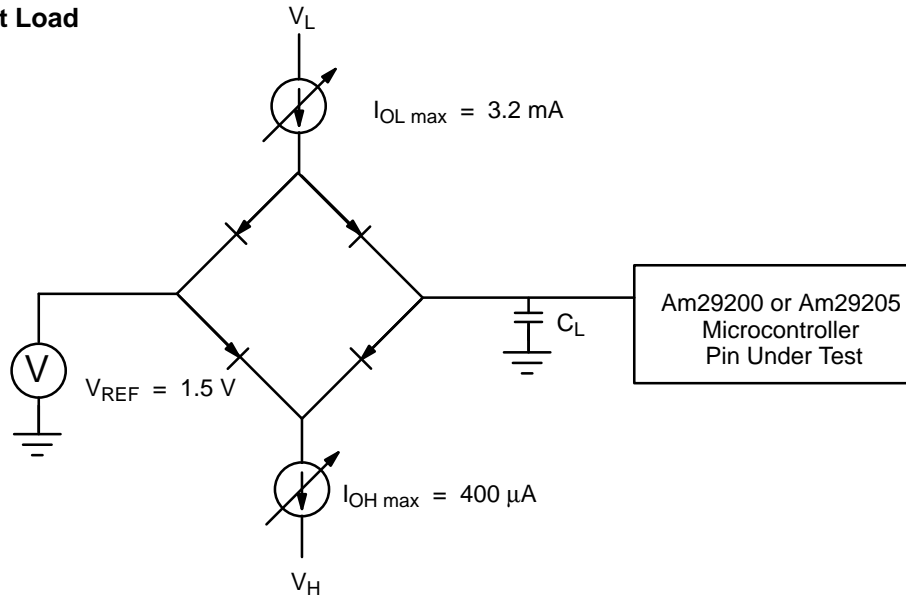 t Load
V_L
I_OL max = 3.2 mA
Am29200 or Am29205
Microcontroller
Pin Under Test
C_L
V
V_REF = 1.5 V
I_OH max = 400 µA
V_H